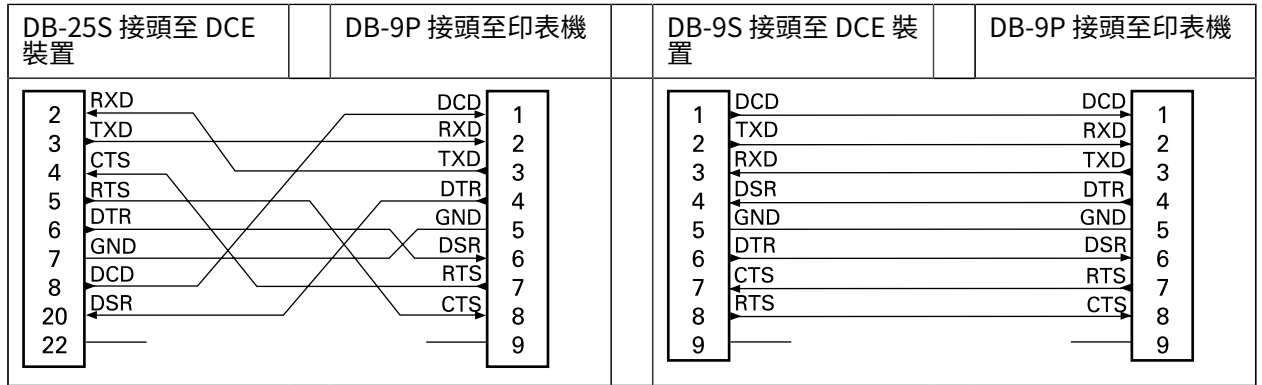 DB-25S 接頭至 DCE
裝置
DB-9P 接頭至印表機
DB-9S 接頭至 DCE 裝
置
DB-9P 接頭至印表機
2 RXD DCD 1
3 TXD RXD 2
4 CTS TXD 3
5 RTS DTR 4
6 DTR GND 5
7 GND DSR 6
8 DCD RTS 7
20 DSR CTS 8
22 9
1 DCD DCD 1
2 TXD RXD 2
3 RXD TXD 3
4 DSR DTR 4
5 GND GND 5
6 DTR DSR 6
7 CTS RTS 7
8 RTS CTS 8
9 9